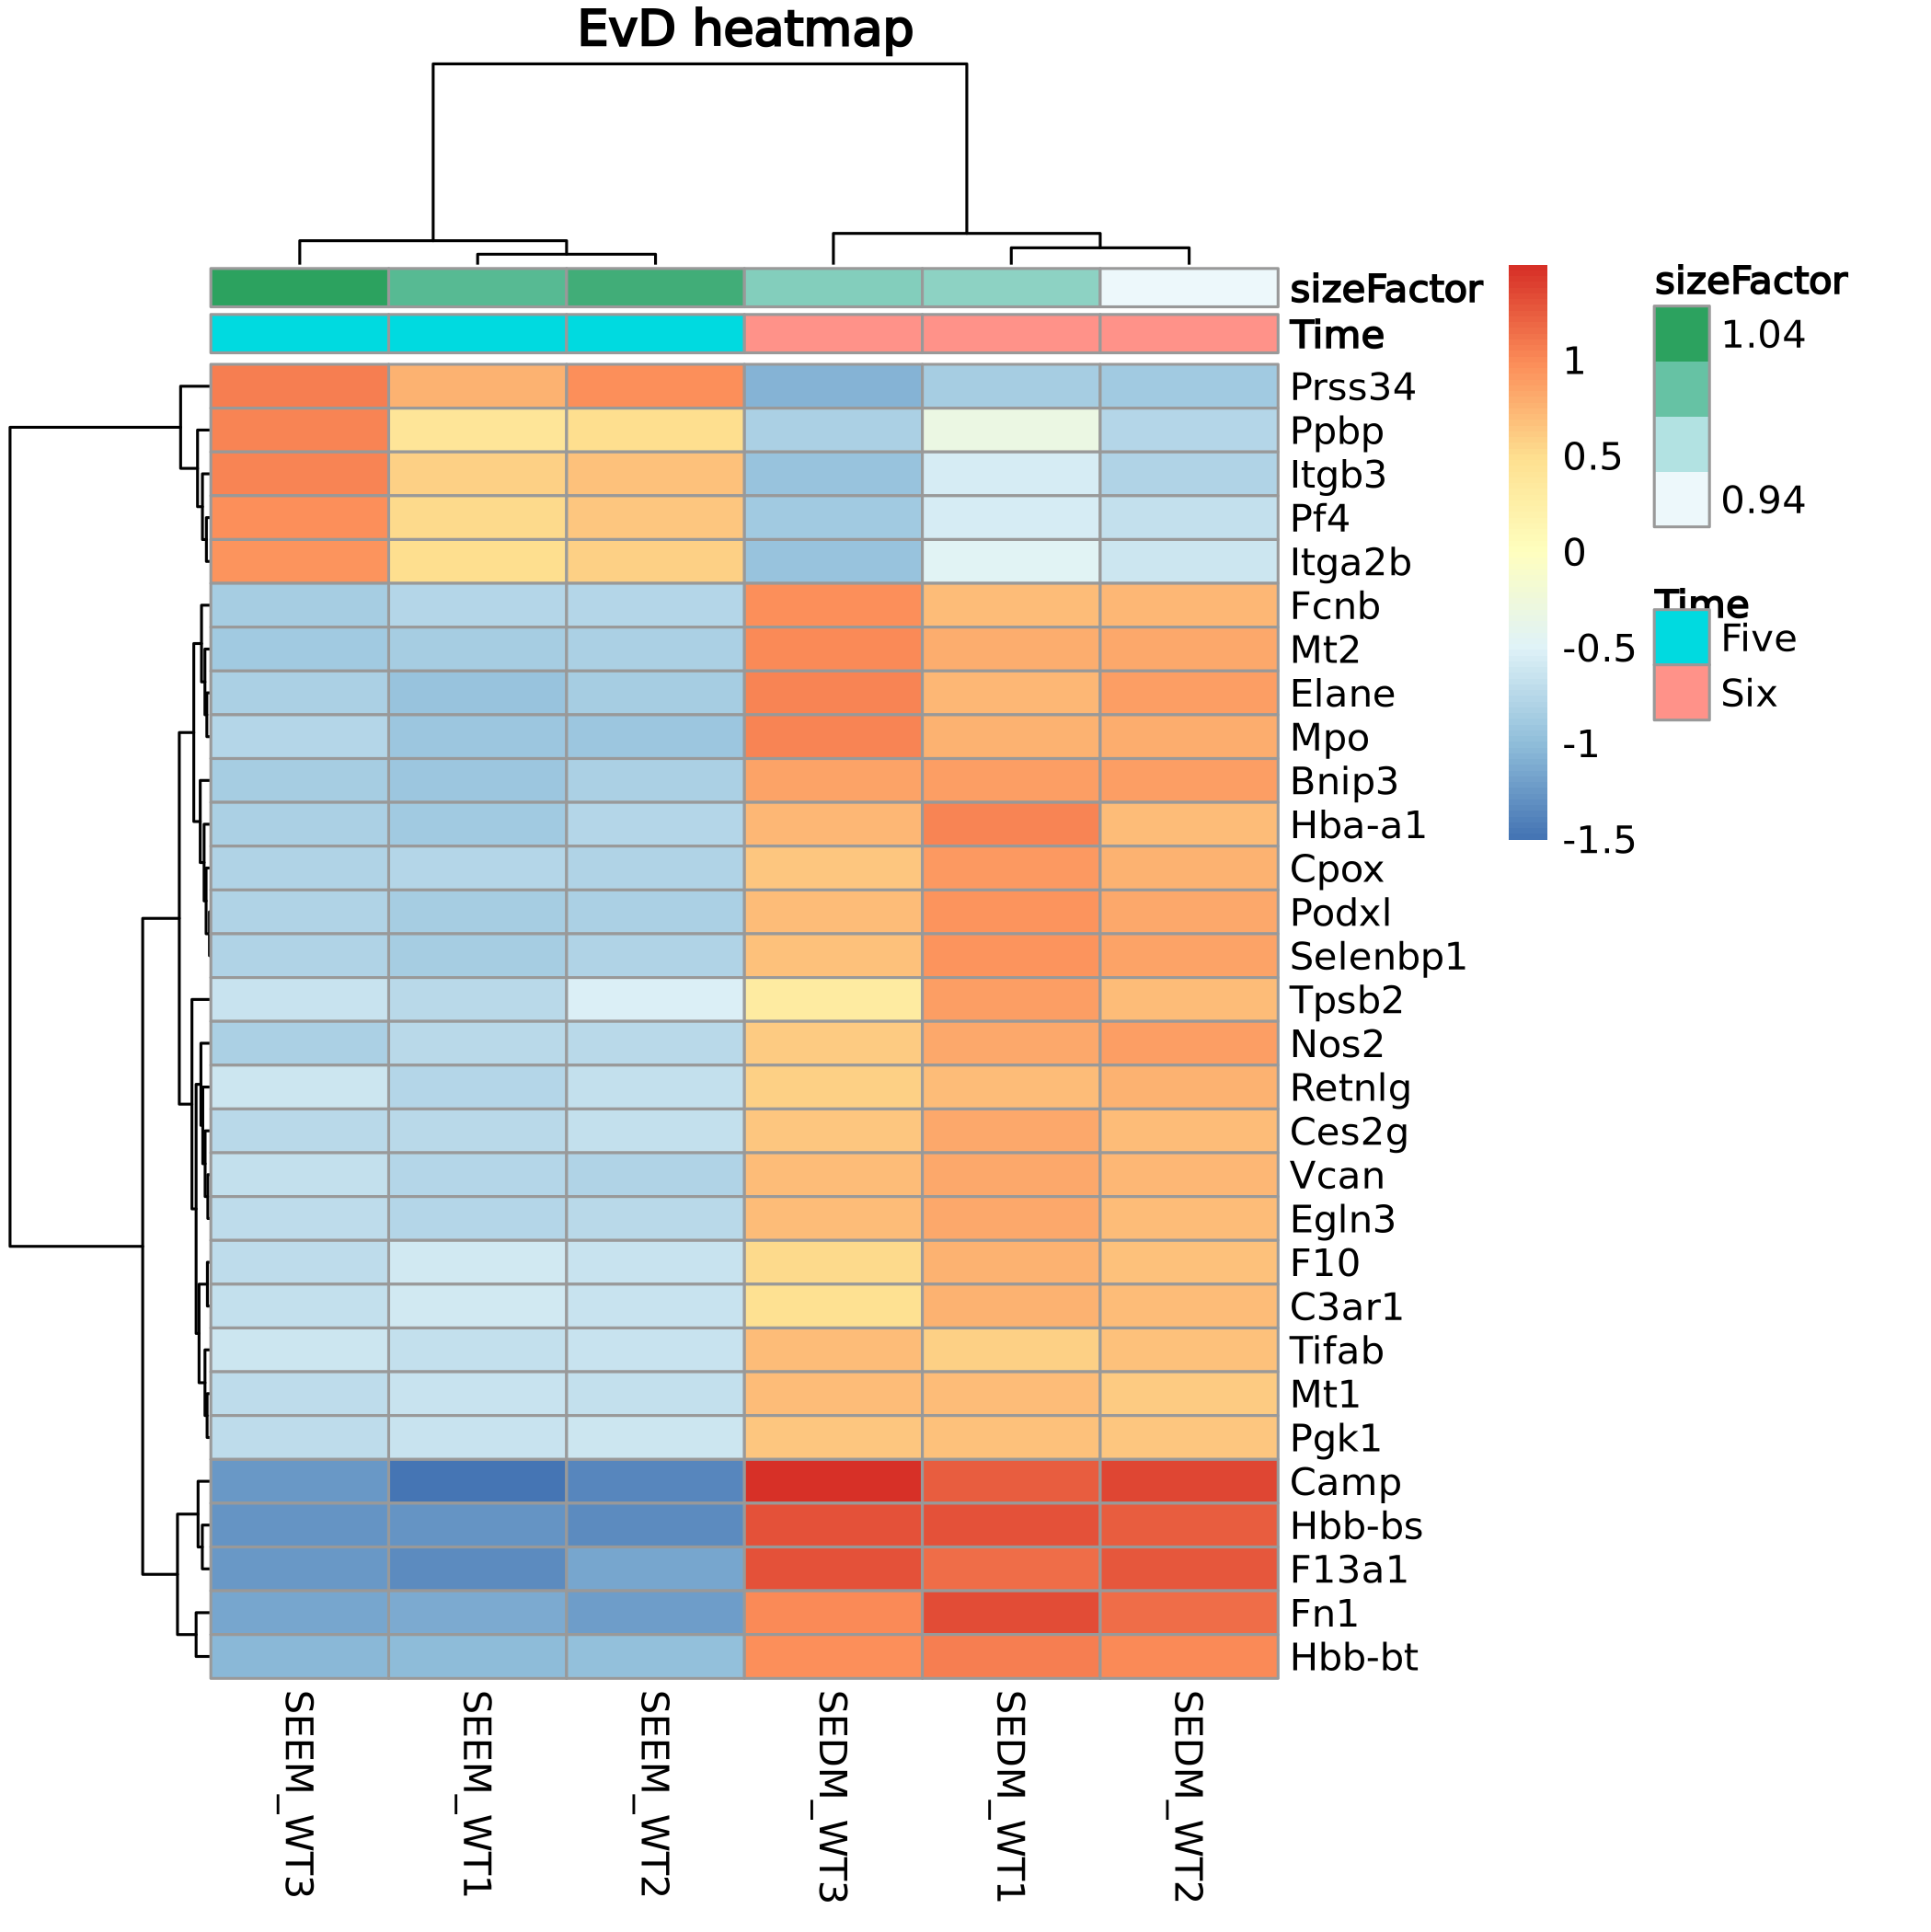 EvD heatmap
sizeFactor
Time
Prss34
Ppbp
Itgb3
Pf4
Itga2b
Fcnb
Mt2
Elane
Mpo
Bnip3
Hba-a1
Cpox
Podxl
Selenbp1
Tpsb2
Nos2
Retnlg
Ces2g
Vcan
Egln3
F10
C3ar1
Tifab
Mt1
Pgk1
Camp
Hbb-bs
F13a1
Fn1
Hbb-bt
SEEM_WT3
SEEM_WT1
SEEM_WT2
SEDM_WT3
SEDM_WT1
SEDM_WT2
1
0.5
0
-0.5
-1
-1.5
sizeFactor
1.04
0.94
Time
Five
Six